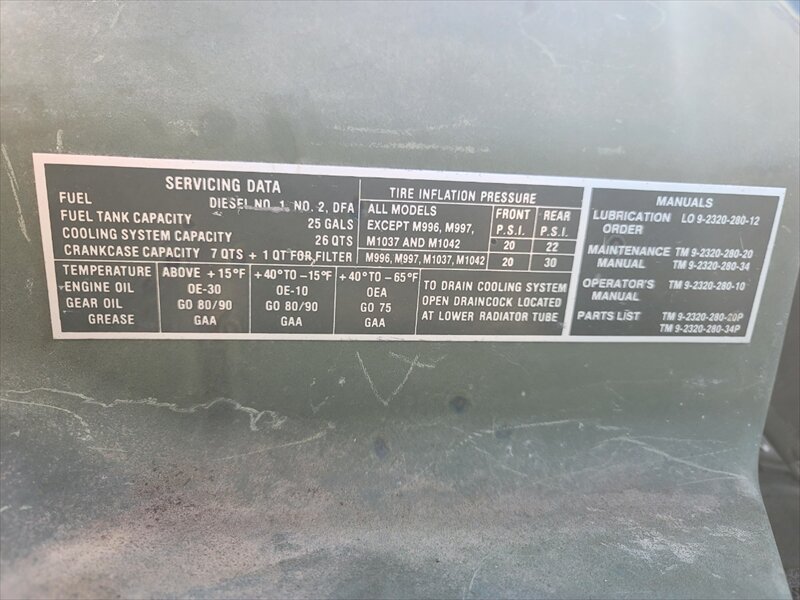 SERVICING DATA
FUEL DIESEL NO. 1, NO. 2, DFA
FUEL TANK CAPACITY 25 GALS
COOLING SYSTEM CAPACITY 26 QTS
CRANKCASE CAPACITY 7 QTS + 1 QT FOR FILTER
TIRE INFLATION PRESSURE
ALL MODELS
EXCEPT M996, M997,
M1037 AND M1042
FRONT P.S.I. REAR P.S.I.
20 22
M996, M997, M1037, M1042 20 30
TEMPERATURE ABOVE +15°F +40°TO -15°F +40°TO -65°F
ENGINE OIL OE-30 OE-10 OEA
GEAR OIL GO 80/90 GO 80/90 GO 75
GREASE GAA GAA GAA
TO DRAIN COOLING SYSTEM
OPEN DRAINCOCK LOCATED
AT LOWER RADIATOR TUBE
MANUALS
LUBRICATION LO 9-2320-280-12
ORDER
MAINTENANCE TM 9-2320-280-20
MANUAL TM 9-2320-280-34
OPERATOR'S TM 9-2320-280-10
MANUAL
PARTS LIST TM 9-2320-280-20P
TM 9-2320-280-34P